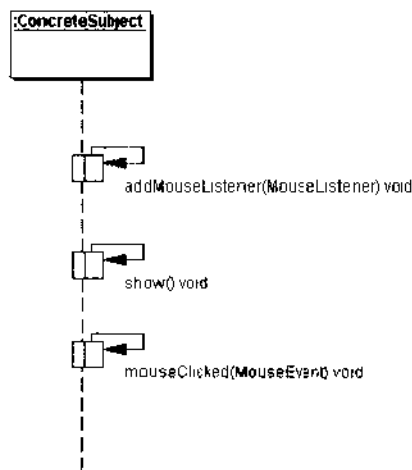 :ConcreteSubject
addMouseListener(MouseListener) void
show() void
mouseClicked(MouseEvent) void